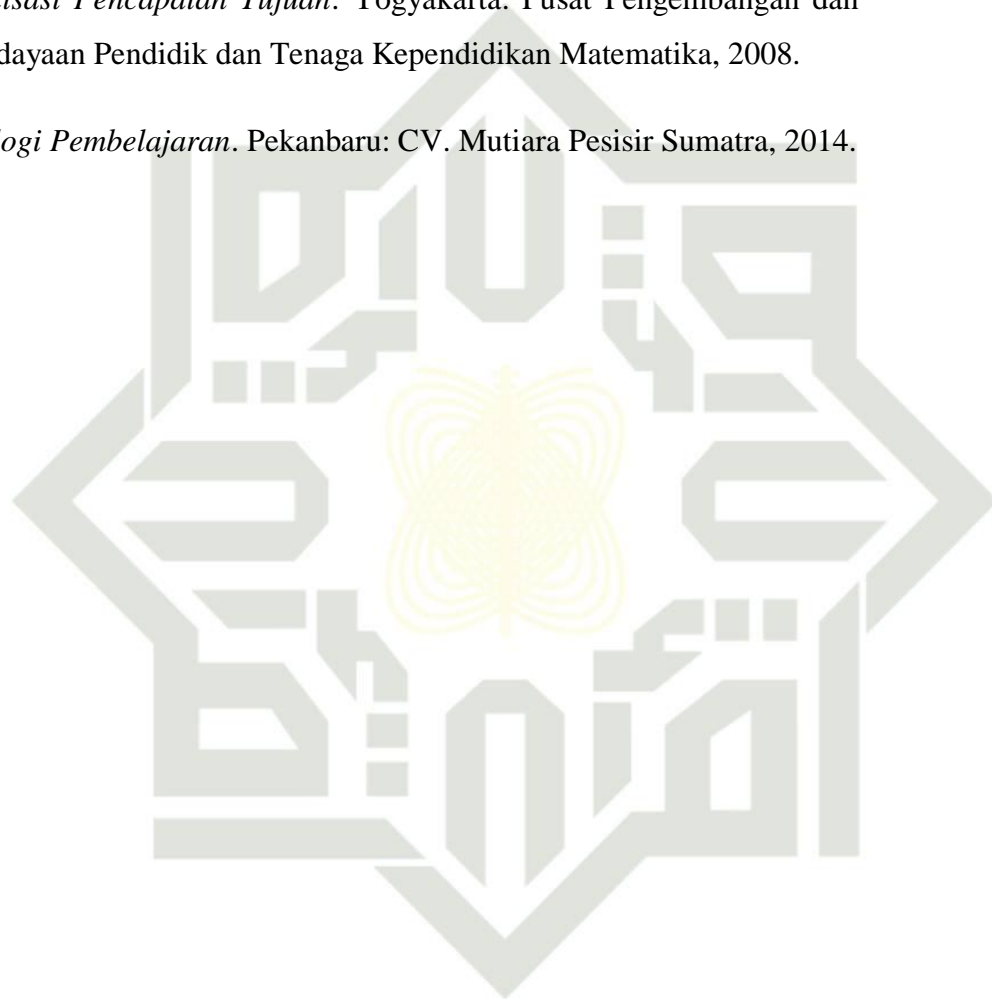 isasi Pencapaian Tujuan. Yogyakarta: Pusat Pengembangan dan
dayaan Pendidik dan Tenaga Kependidikan Matematika, 2008.
logi Pembelajaran. Pekanbaru: CV. Mutiara Pesisir Sumatra, 2014.